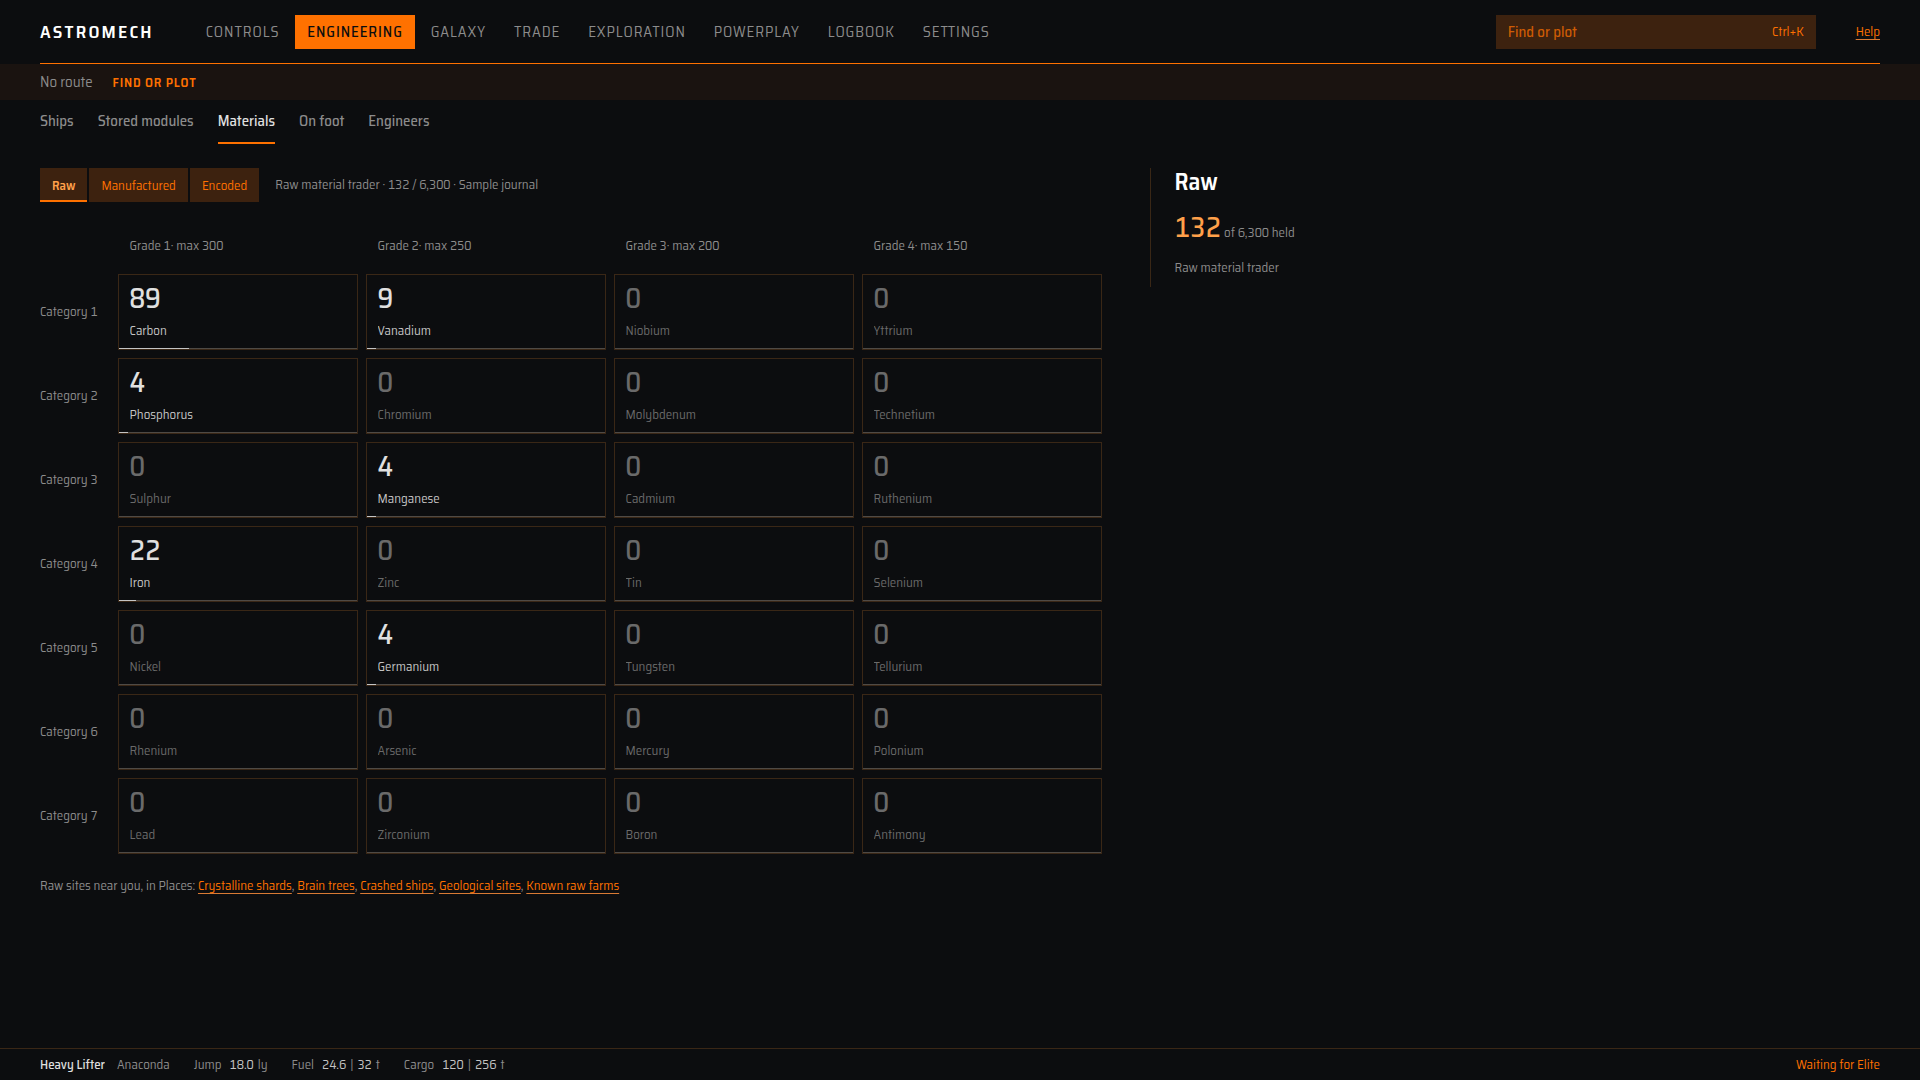 ASTROMECH CONTROLS ENGINEERING GALAXY TRADE EXPLORATION POWERPLAY LOGBOOK SETTINGS Find or plot Ctrl+K Help
No route FIND OR PLOT
Ships Stored modules Materials On foot Engineers
Raw Manufactured Encoded Raw material trader · 132 / 6,300 · Sample journal
Raw
132 of 6,300 held
Raw material trader
Grade 1 · max 300 Grade 2 · max 250 Grade 3 · max 200 Grade 4 · max 150
Category 1
89 9 0 0
Carbon Vanadium Niobium Yttrium
Category 2
4 0 0 0
Phosphorus Chromium Molybdenum Technetium
Category 3
0 4 0 0
Sulphur Manganese Cadmium Ruthenium
Category 4
22 0 0 0
Iron Zinc Tin Selenium
Category 5
0 4 0 0
Nickel Germanium Tungsten Tellurium
Category 6
0 0 0 0
Rhenium Arsenic Mercury Polonium
Category 7
0 0 0 0
Lead Zirconium Boron Antimony
Raw sites near you, in Places: Crystalline shards, Brain trees, Crashed ships, Geological sites, Known raw farms
Heavy Lifter Anaconda Jump 18.0 ly Fuel 24.6 | 32 t Cargo 120 | 256 t Waiting for Elite